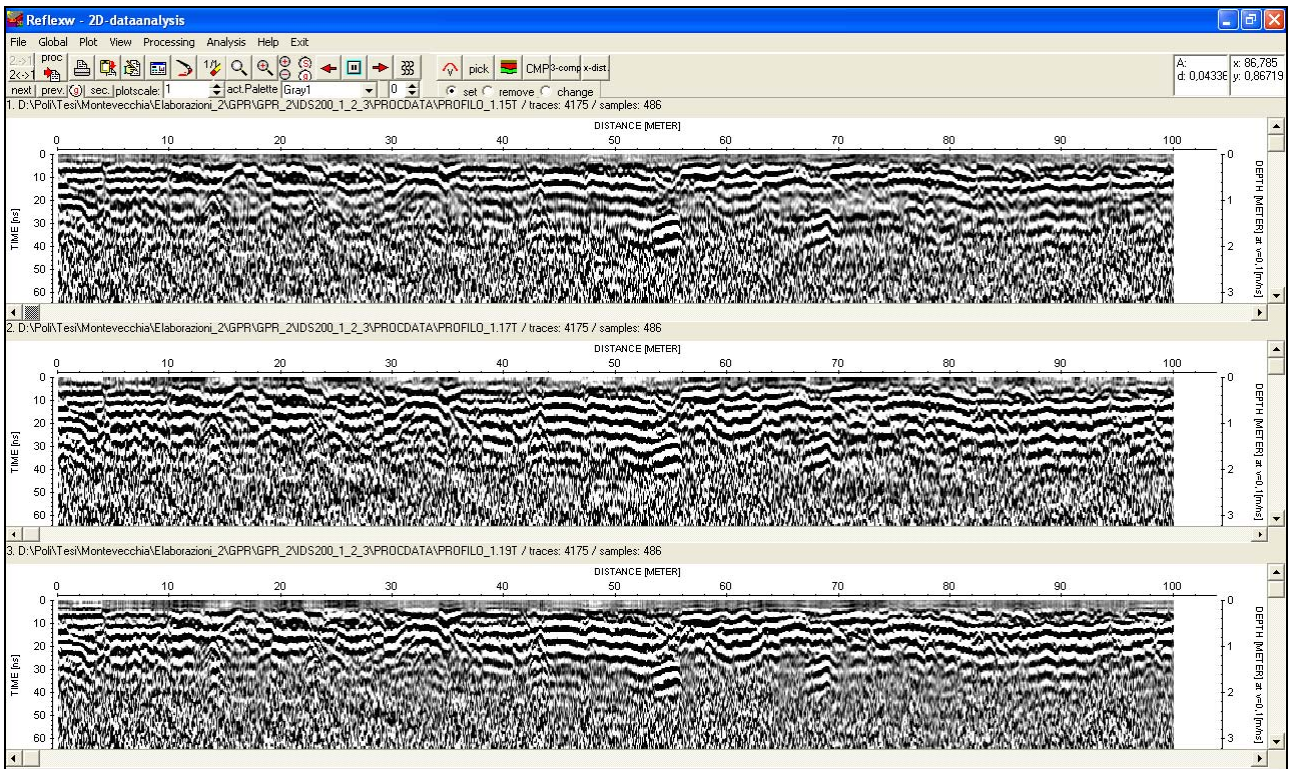 Reflexw - 2D-dataanalysis
File Global Plot View Processing Analysis Help Exit
2->1 proc CMP 3-comp x-dist. pick
2<->1
A: x: 86,785
d: 0,04336 y: 0,86719
next prev. (g) sec. plotscale: 1 act.Palette Gray1 0 set remove change
1. D:\Poli\Tesi\Montevecchia\Elaborazioni_2\GPR\GPR_2\IDS200_1_2_3\PROCDATA\PROFILO_1.15T / traces: 4175 / samples: 486
DISTANCE [METER]
0 10 20 30 40 50 60 70 80 90 100
0 10 20 30 40 50 60
TIME [ns]
0 1 2 3
DEPTH [METER] at v=0,1[m/ns]
2. D:\Poli\Tesi\Montevecchia\Elaborazioni_2\GPR\GPR_2\IDS200_1_2_3\PROCDATA\PROFILO_1.17T / traces: 4175 / samples: 486
DISTANCE [METER]
0 10 20 30 40 50 60 70 80 90 100
0 10 20 30 40 50 60
TIME [ns]
0 1 2 3
DEPTH [METER] at v=0,1[m/ns]
3. D:\Poli\Tesi\Montevecchia\Elaborazioni_2\GPR\GPR_2\IDS200_1_2_3\PROCDATA\PROFILO_1.19T / traces: 4175 / samples: 486
DISTANCE [METER]
0 10 20 30 40 50 60 70 80 90 100
0 10 20 30 40 50 60
TIME [ns]
0 1 2 3
DEPTH [METER] at v=0,1[m/ns]